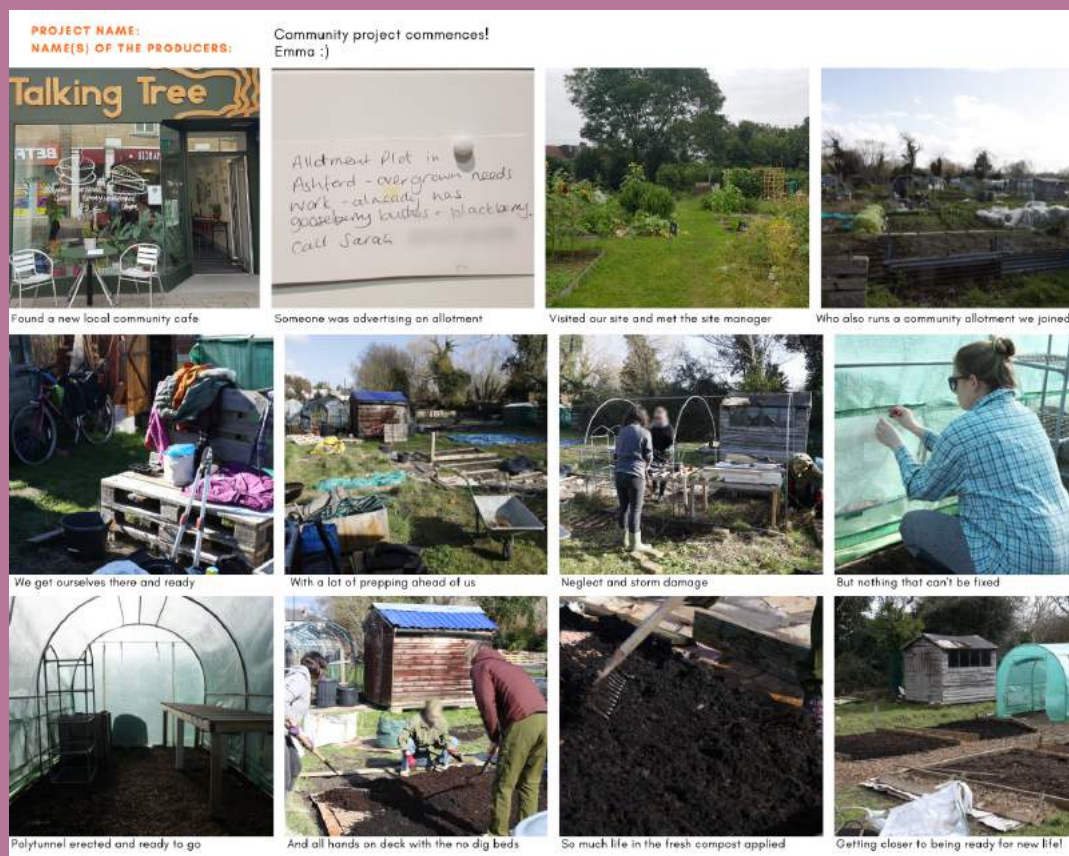 PROJECT NAME:
Community project commences!
NAME(S) OF THE PRODUCERS:
Emma :)
Talking Tree
Allotment Plot in
Ashford - overgrown needs
work - already has
gooseberry bushes + blackberry.
Call Sarah
Found a new local community cafe
Someone was advertising an allotment
Visited our site and met the site manager
Who also runs a community allotment we joined
We get ourselves there and ready
With a lot of prepping ahead of us
Neglect and storm damage
But nothing that can't be fixed
Polytunnel erected and ready to go
And all hands on deck with the no dig beds
So much life in the fresh compost applied
Getting closer to being ready for new life!